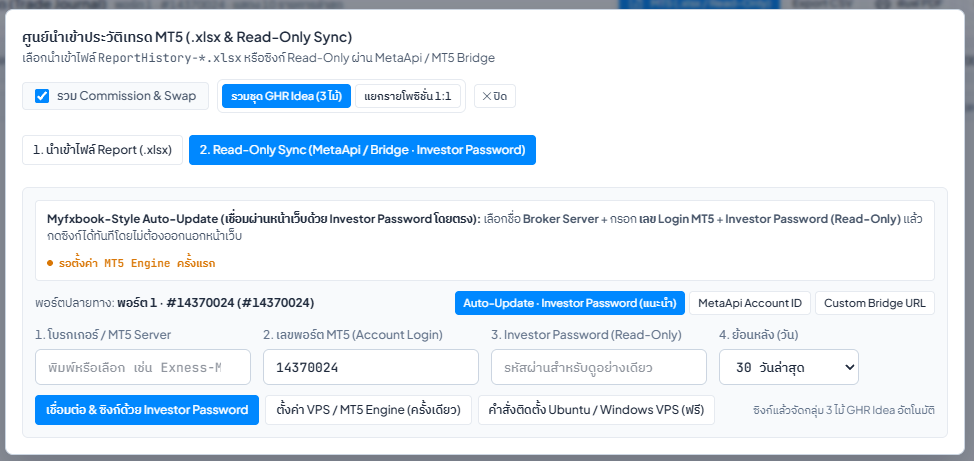 ศูนย์นำเข้าประวัติเทรด MT5 (.xlsx & Read-Only Sync)
เลือกนำเข้าไฟล์ ReportHistory-*.xlsx หรือซิงก์ Read-Only ผ่าน MetaApi / MT5 Bridge
รวม Commission & Swap
รวมชุด GHR Idea (3 ไม้)
แยกรายโพซิชั่น 1:1
× ปิด
1. นำเข้าไฟล์ Report (.xlsx)
2. Read-Only Sync (MetaApi / Bridge · Investor Password)
Myfxbook-Style Auto-Update (เชื่อมผ่านหน้าเว็บด้วย Investor Password โดยตรง): เลือกชื่อ Broker Server + กรอก เลข Login MT5 + Investor Password (Read-Only) แล้ว
กดซิงก์ได้ทันทีโดยไม่ต้องออกนอกหน้าเว็บ
● รอตั้งค่า MT5 Engine ครั้งแรก
พอร์ตปลายทาง: พอร์ต 1 · #14370024 (#14370024)
Auto-Update · Investor Password (แนะนำ)
MetaApi Account ID
Custom Bridge URL
1. โบรกเกอร์ / MT5 Server
2. เลขพอร์ต MT5 (Account Login)
3. Investor Password (Read-Only)
4. ย้อนหลัง (วัน)
พิมพ์หรือเลือก เช่น Exness-M
14370024
รหัสผ่านสำหรับดูอย่างเดียว
30 วันล่าสุด
เชื่อมต่อ & ซิงก์ด้วย Investor Password
ตั้งค่า VPS / MT5 Engine (ครั้งเดียว)
คำสั่งติดตั้ง Ubuntu / Windows VPS (ฟรี)
ซิงก์แล้วจัดกลุ่ม 3 ไม้ GHR Idea อัตโนมัติ